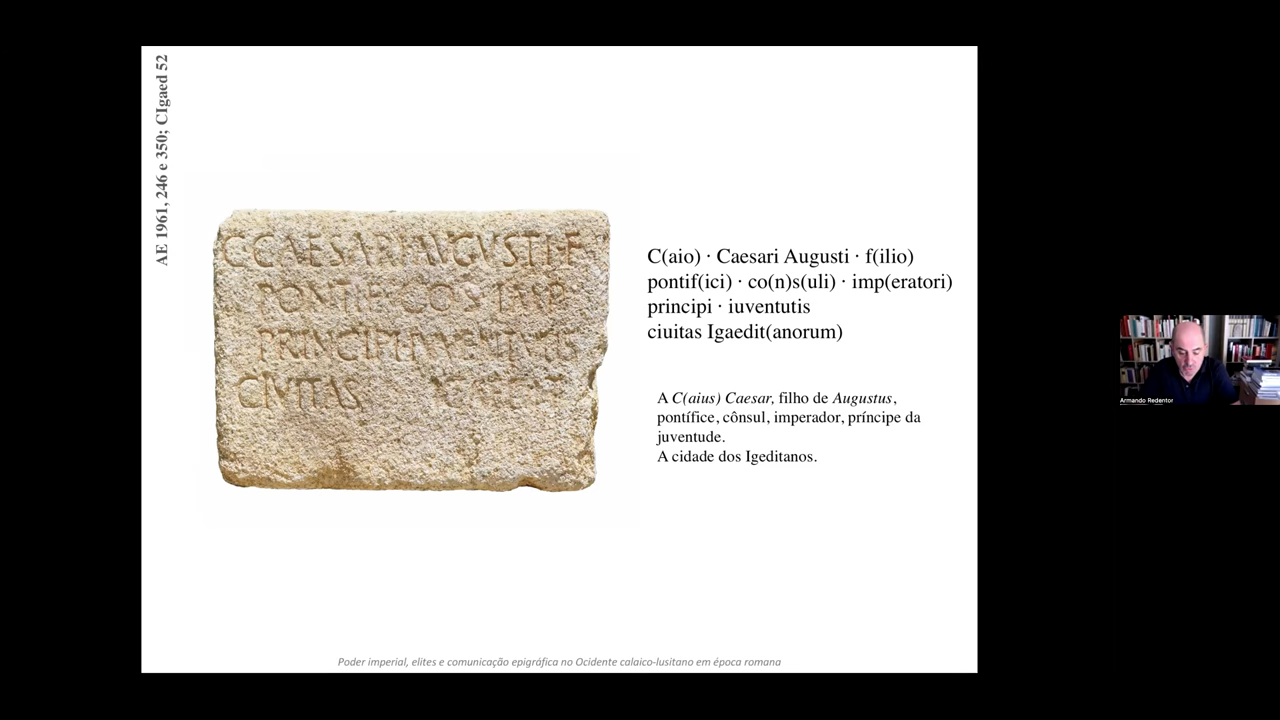 AE 1961, 246 e 350; CIgaed 52
C CAESARI AVGVSTI F
PONTIF COS IMP
PRINCIPI IVVENTVTIS
CIVITAS
C(aio) · Caesari Augusti · f(ilio)
pontif(ici) · co(n)s(uli) · imp(eratori)
principi · iuventutis
ciuitas Igaedit(anorum)
A C(aius) Caesar, filho de Augustus,
pontífice, cônsul, imperador, príncipe da
juventude.
A cidade dos Igeditanos.
Armando Redentor
Poder imperial, elites e comunicação epigráfica no Ocidente calaico-lusitano em época romana